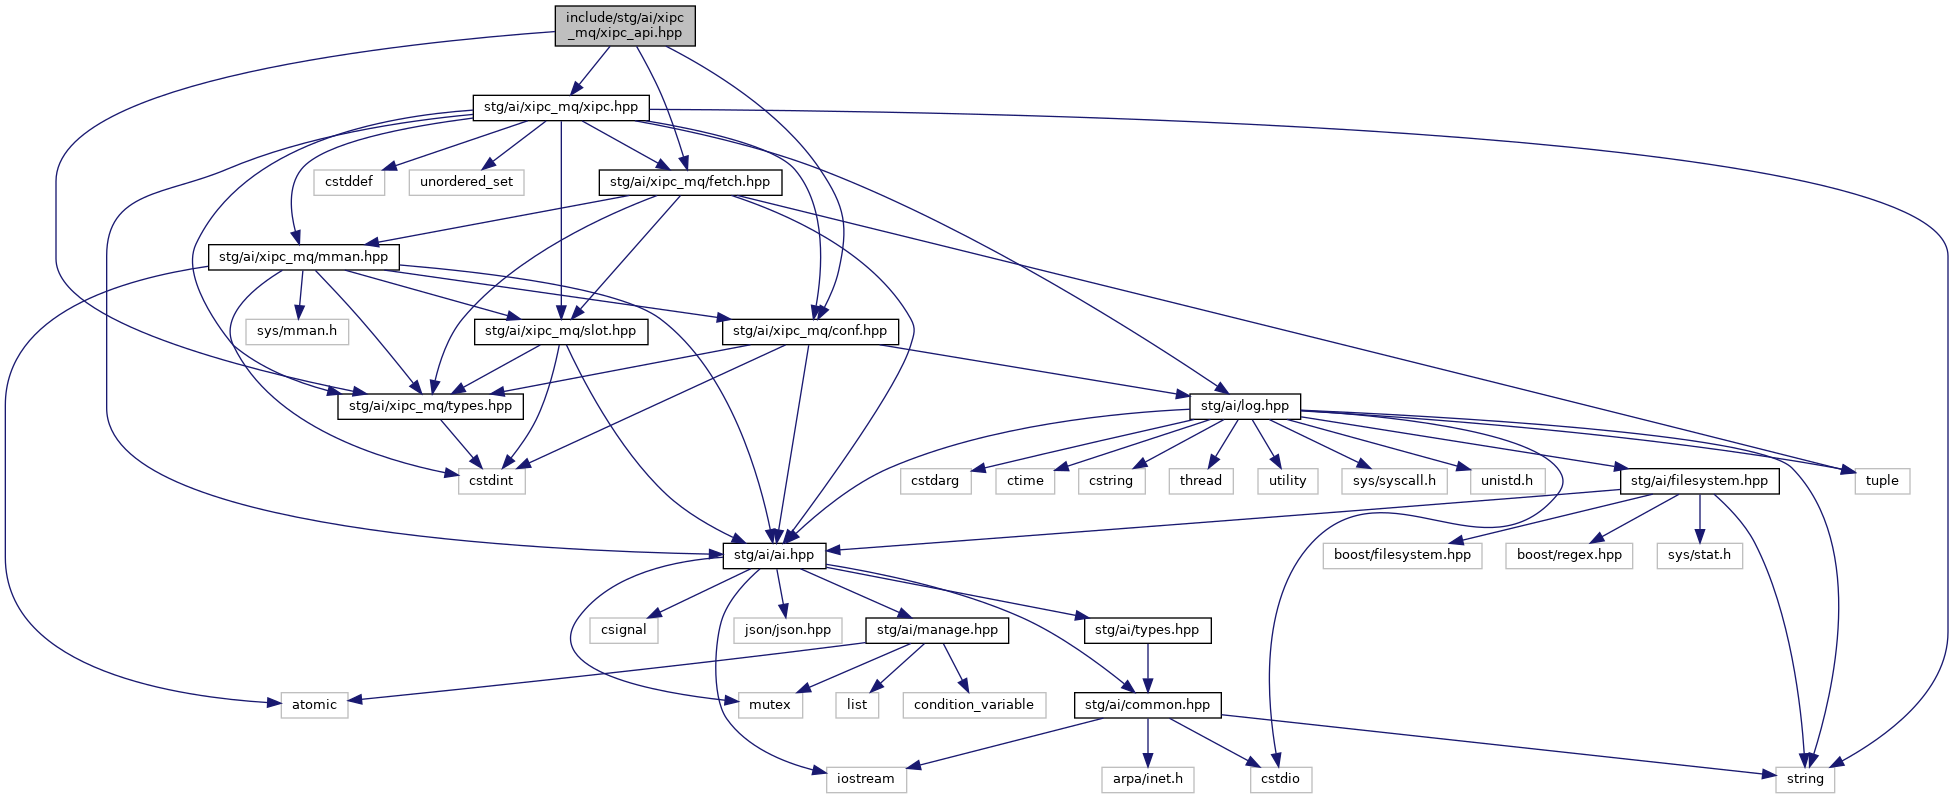 include/stg/ai/xipc
_mq/xipc_api.hpp
stg/ai/xipc_mq/xipc.hpp
cstddef
unordered_set
stg/ai/xipc_mq/fetch.hpp
stg/ai/xipc_mq/mman.hpp
sys/mman.h
stg/ai/xipc_mq/slot.hpp
stg/ai/xipc_mq/conf.hpp
stg/ai/xipc_mq/types.hpp
stg/ai/log.hpp
cstdint
cstdarg
ctime
cstring
thread
utility
sys/syscall.h
unistd.h
stg/ai/filesystem.hpp
tuple
stg/ai/ai.hpp
boost/filesystem.hpp
boost/regex.hpp
sys/stat.h
csignal
json/json.hpp
stg/ai/manage.hpp
stg/ai/types.hpp
atomic
mutex
list
condition_variable
stg/ai/common.hpp
iostream
arpa/inet.h
cstdio
string